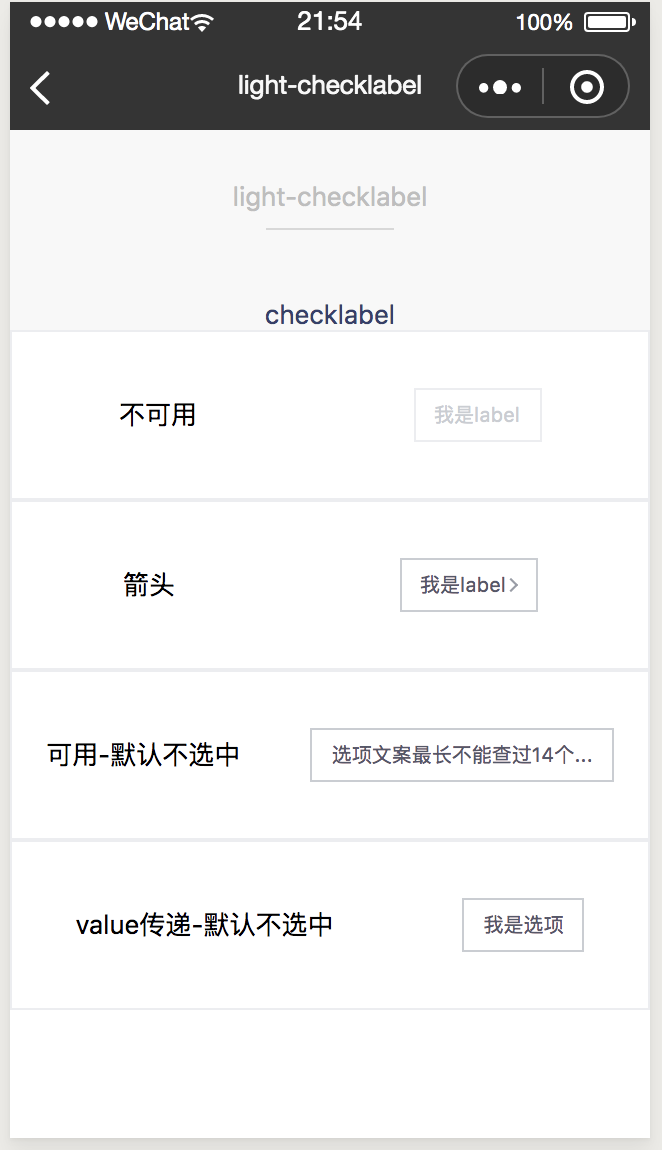 WeChat 21:54 100%
light-checklabel
light-checklabel
checklabel
不可用 我是label
箭头 我是label
可用-默认不选中 选项文案最长不能查过14个...
value传递-默认不选中 我是选项